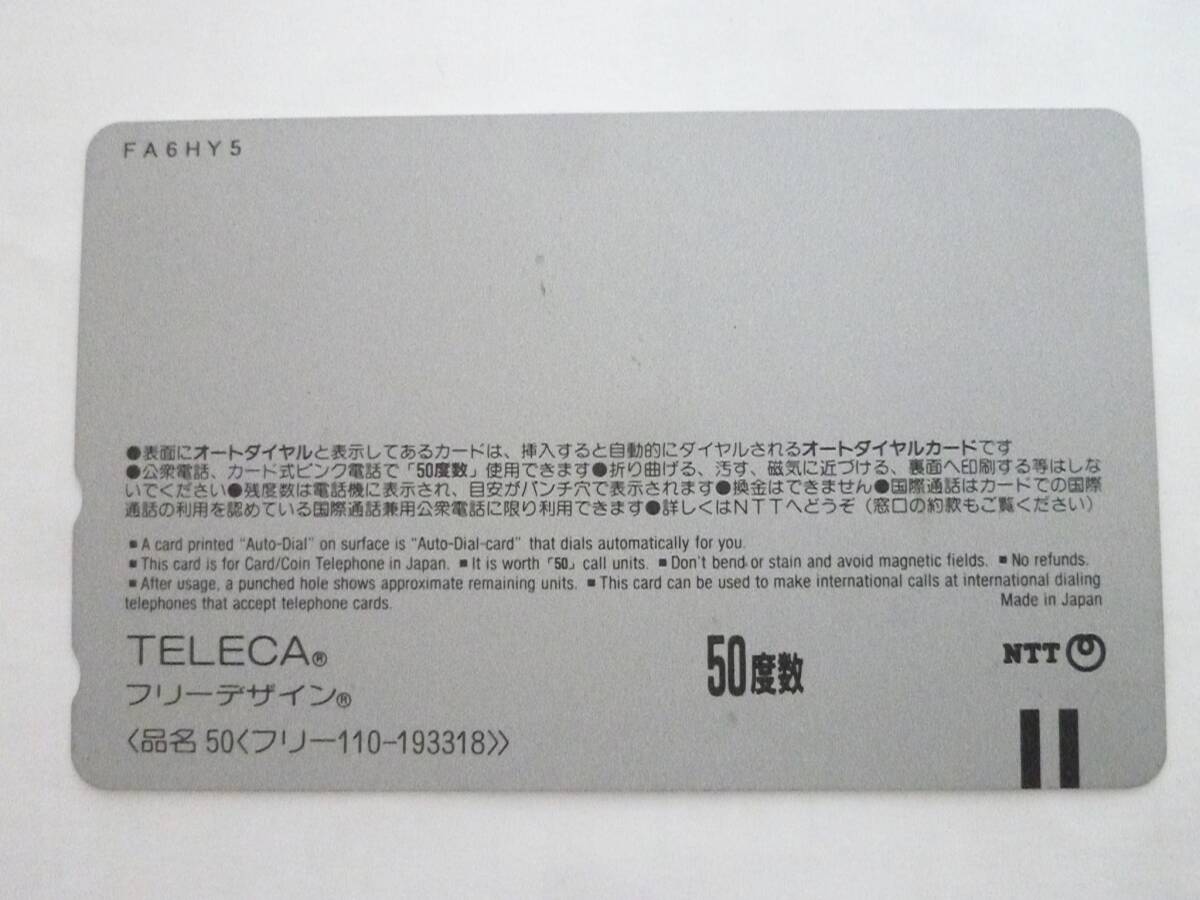 FA6HY5
●表面にオートダイヤルと表示してあるカードは、挿入すると自動的にダイヤルされるオートダイヤルカードです
●公衆電話、カード式ピンク電話で「50度数」使用できます●折り曲げる、汚す、磁気に近づける、裏面へ印刷する等はしな
いでください●残度数は電話機に表示され、目安がパンチ穴で表示されます●換金はできません●国際通話はカードでの国際
通話の利用を認めている国際通話兼用公衆電話に限り利用できます●詳しくはNTTへどうぞ（窓口の約款もご覧ください）
■ A card printed "Auto-Dial" on surface is "Auto-Dial-card" that dials automatically for you.
■ This card is for Card/Coin Telephone in Japan. ■ It is worth「50」call units. ■ Don't bend or stain and avoid magnetic fields. ■ No refunds.
■ After usage, a punched hole shows approximate remaining units. ■ This card can be used to make international calls at international dialing
telephones that accept telephone cards. Made in Japan
TELECA® 50度数 NTT
フリーデザイン®
〈品名 50〈フリー110-193318〉〉